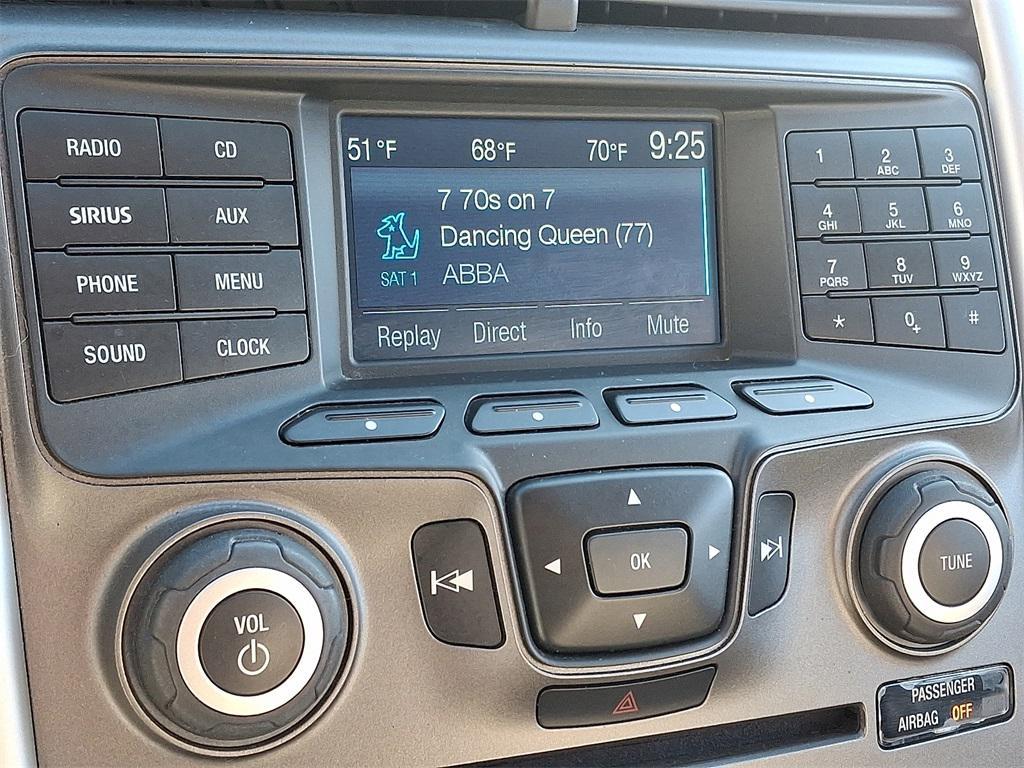 RADIO CD
SIRIUS AUX
PHONE MENU
SOUND CLOCK
51°F 68°F 70°F 9:25
7 70s on 7
Dancing Queen (77)
SAT 1 ABBA
Replay Direct Info Mute
1 2 ABC 3 DEF
4 GHI 5 JKL 6 MNO
7 PQRS 8 TUV 9 WXYZ
* 0+ #
VOL
OK
TUNE
PASSENGER
AIRBAG OFF